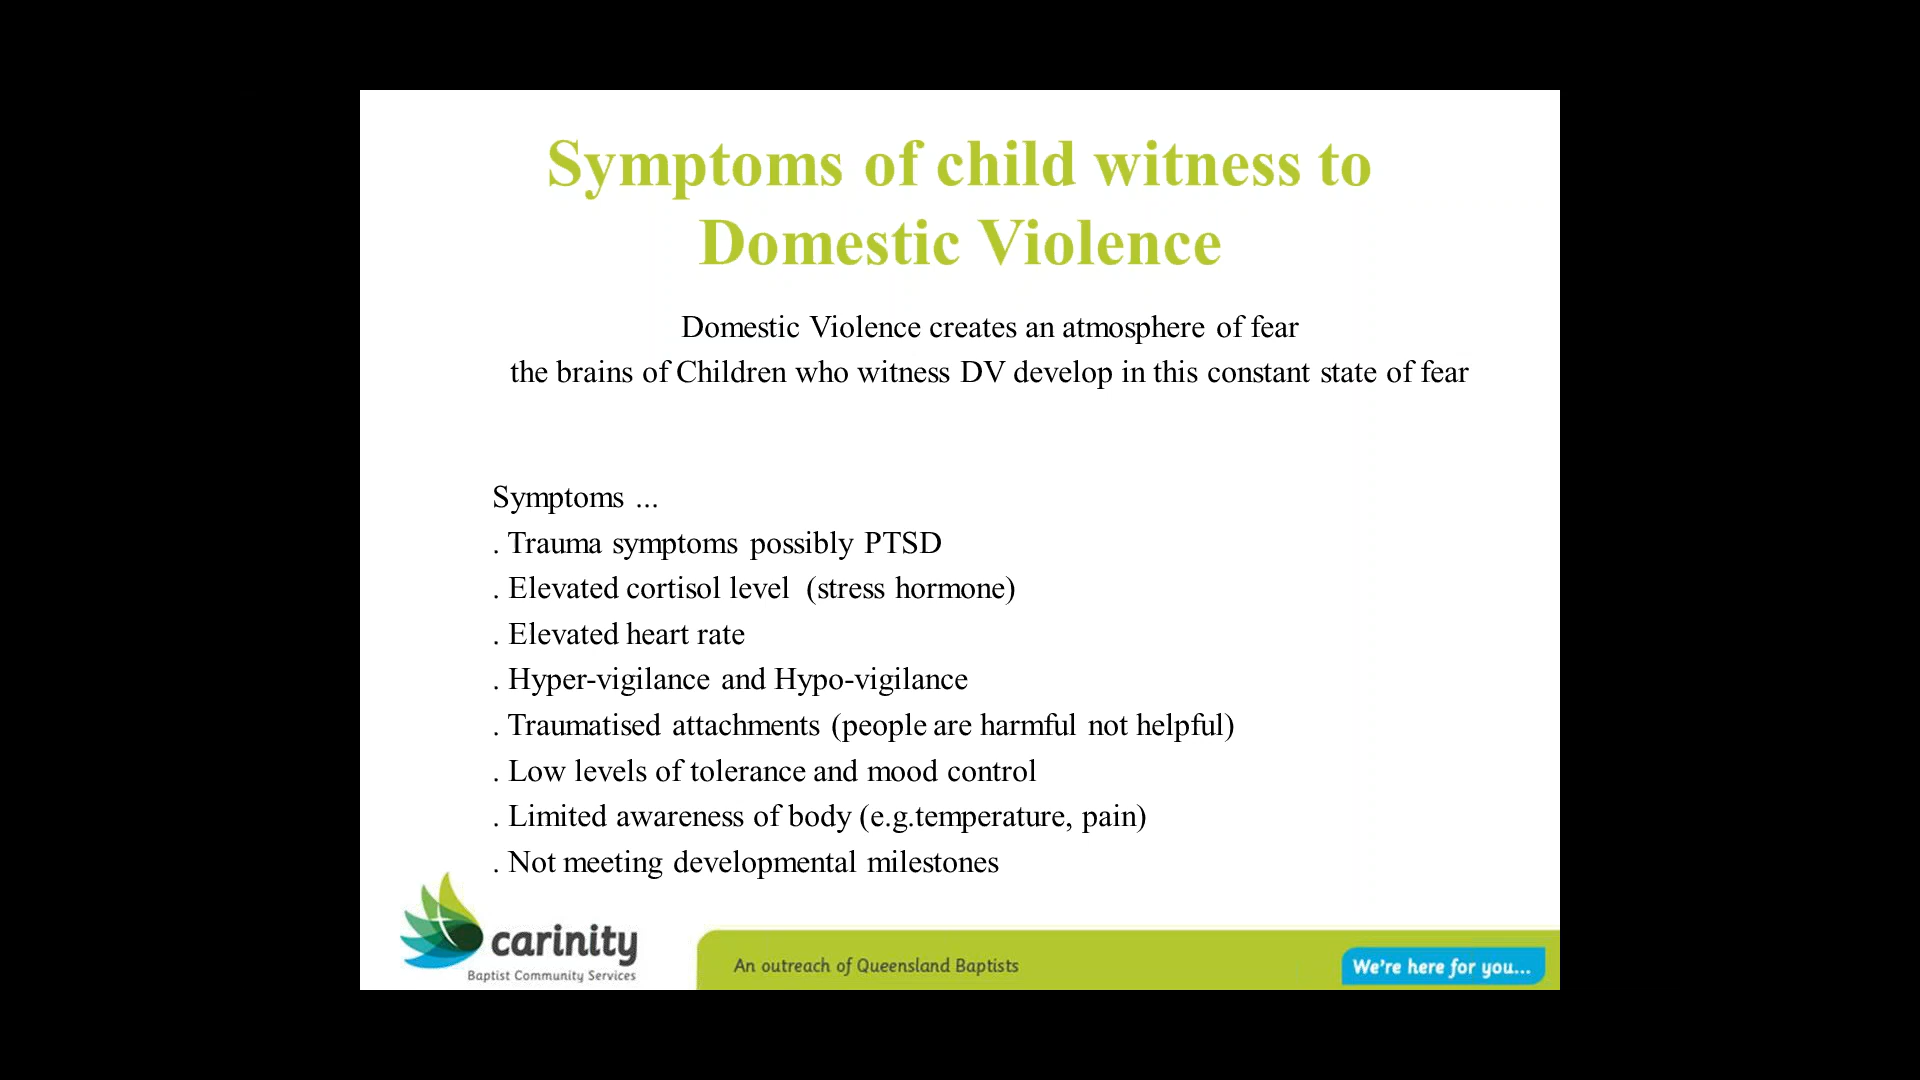 Symptoms of child witness to
Domestic Violence
Domestic Violence creates an atmosphere of fear
the brains of Children who witness DV develop in this constant state of fear
Symptoms ...
. Trauma symptoms possibly PTSD
. Elevated cortisol level (stress hormone)
. Elevated heart rate
. Hyper-vigilance and Hypo-vigilance
. Traumatised attachments (people are harmful not helpful)
. Low levels of tolerance and mood control
. Limited awareness of body (e.g.temperature, pain)
. Not meeting developmental milestones
carinity
Baptist Community Services
An outreach of Queensland Baptists
We're here for you...